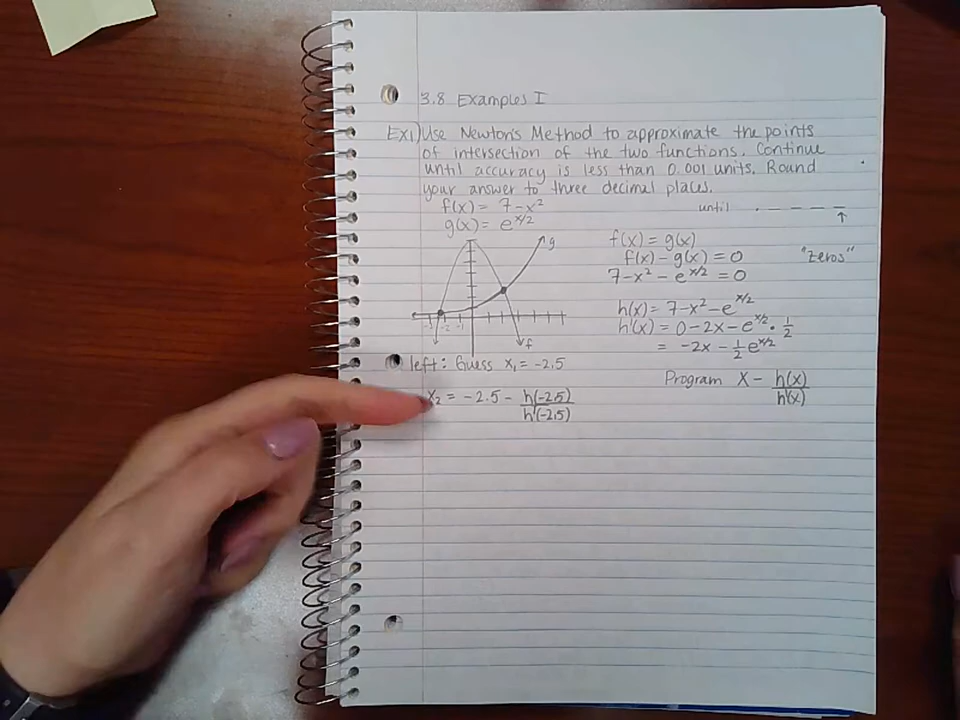 3.8 Examples I
Ex1) Use Newton's Method to approximate the points
of intersection of the two functions. Continue
until accuracy is less than 0.001 units. Round
your answer to three decimal places.
f(x) = 7-x²
g(x) = e^(x/2)
until . _ _ _ _
↑
g
f
-3 -2 -1
f(x) = g(x)
f(x) - g(x) = 0 "zeros"
7-x² - e^(x/2) = 0
h(x) = 7-x² - e^(x/2)
h'(x) = 0-2x - e^(x/2) · 1/2
= -2x - 1/2 e^(x/2)
left: Guess x₁ = -2.5
Program X - h(x)/h'(x)
x₂ = -2.5 - h(-2.5)/h'(-2.5)